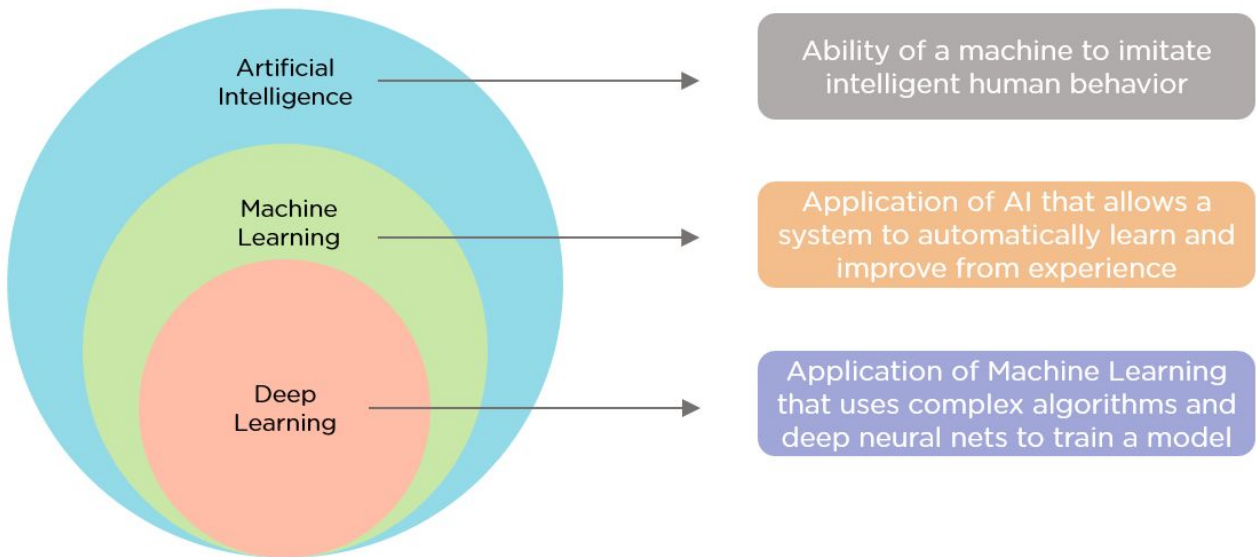 Artificial
Intelligence
Ability of a machine to imitate
intelligent human behavior
Machine
Learning
Application of AI that allows a
system to automatically learn and
improve from experience
Deep
Learning
Application of Machine Learning
that uses complex algorithms and
deep neural nets to train a model